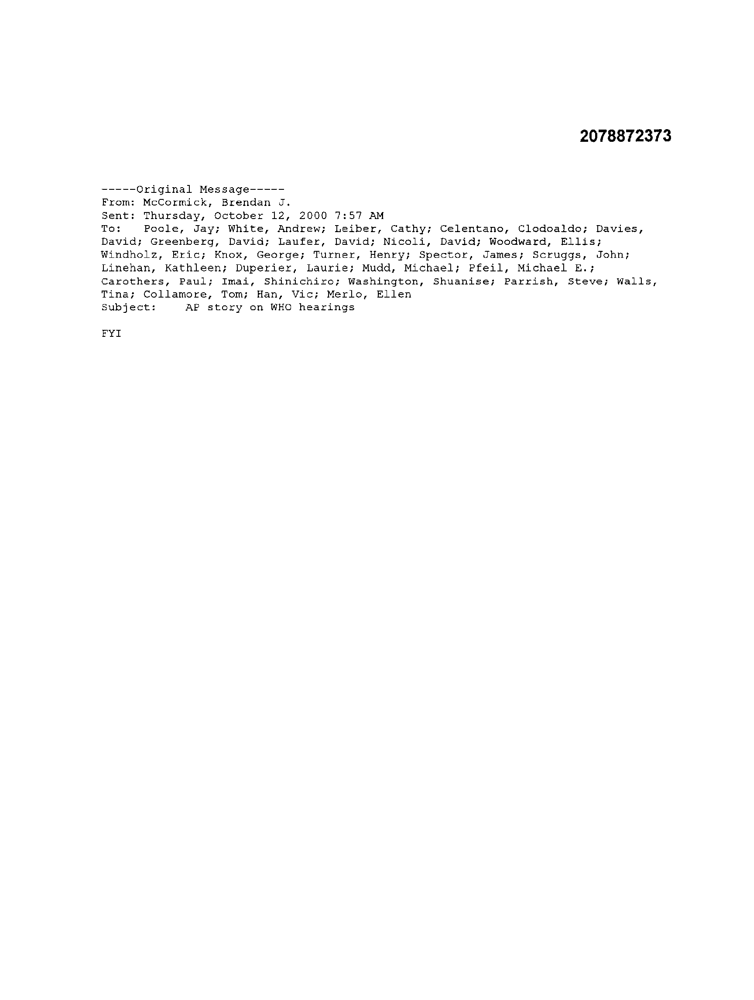 2078872373
-----Original Message-----
From: McCormick, Brendan J.
Sent: Thursday, October 12, 2000 7:57 AM
To: Poole, Jay; White, Andrew; Leiber, Cathy; Celentano, Clodoaldo; Davies,
David; Greenberg, David; Laufer, David; Nicoli, David; Woodward, Ellis;
Windholz, Eric; Knox, George; Turner, Henry; Spector, James; Scruggs, John;
Linehan, Kathleen; Duperier, Laurie; Mudd, Michael; Pfeil, Michael E.;
Carothers, Paul; Imai, Shinichiro; Washington, Shuanise; Parrish, Steve; Walls,
Tina; Collamore, Tom; Han, Vic; Merlo, Ellen
Subject: AP story on WHO hearings
FYI